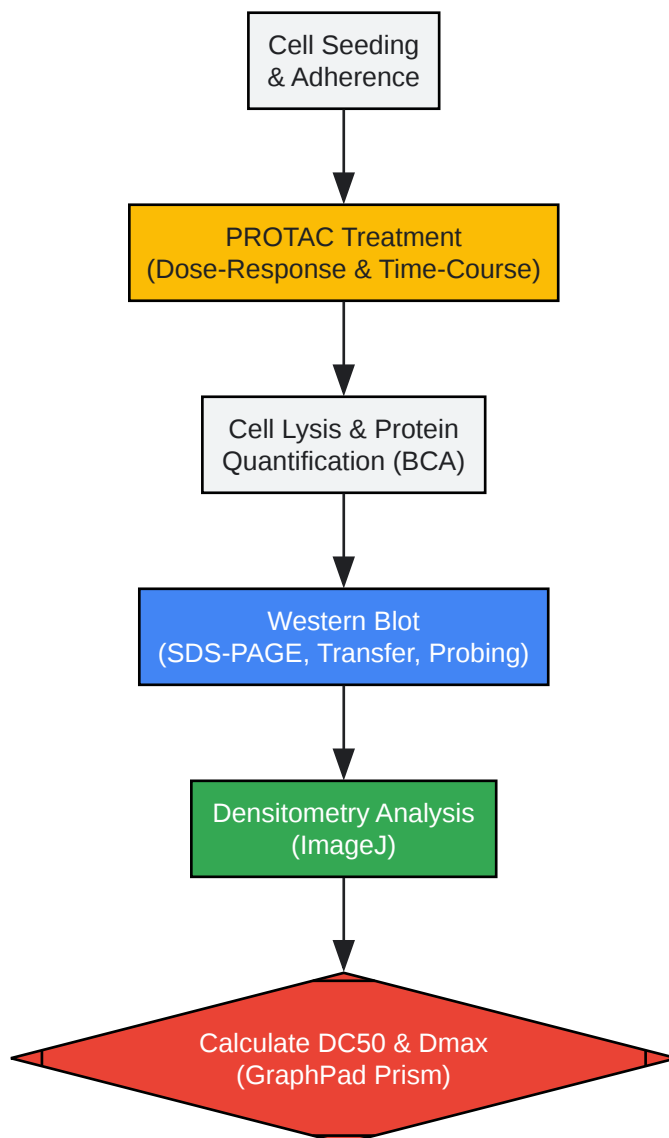 Cell Seeding
& Adherence
PROTAC Treatment
(Dose-Response & Time-Course)
Cell Lysis & Protein
Quantification (BCA)
Western Blot
(SDS-PAGE, Transfer, Probing)
Densitometry Analysis
(ImageJ)
Calculate DC50 & Dmax
(GraphPad Prism)